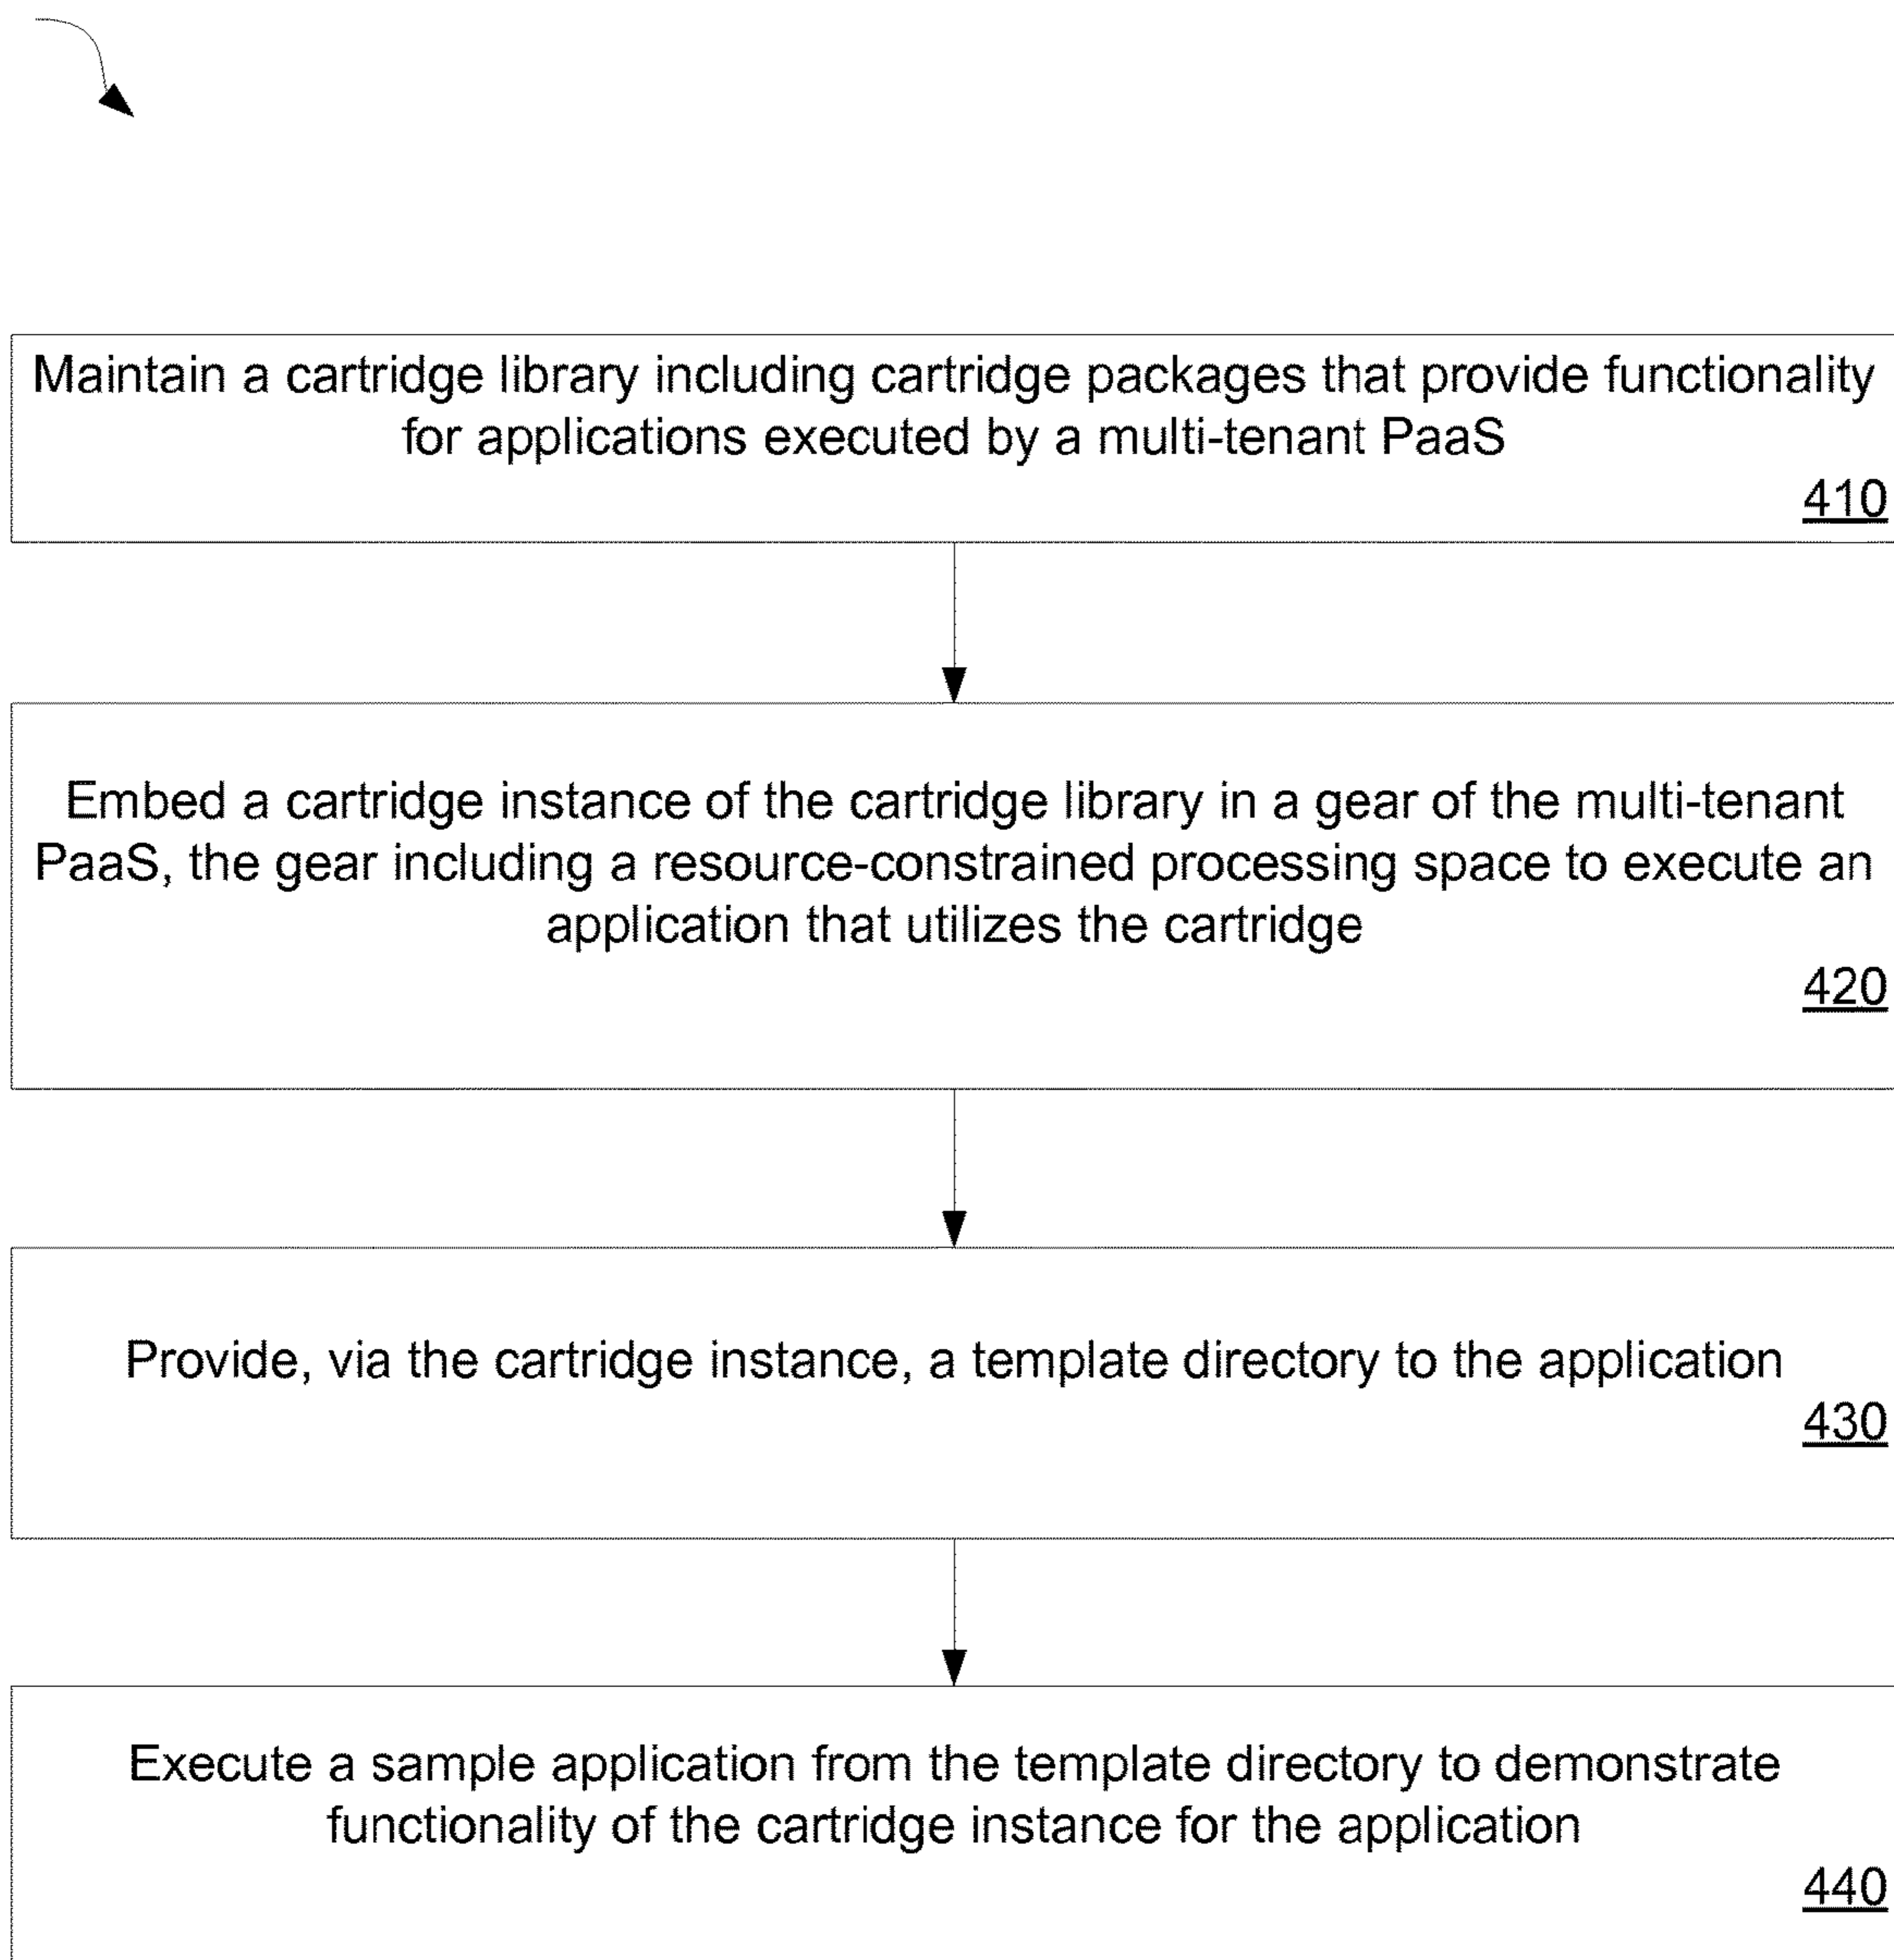 Maintain a cartridge library including cartridge packages that provide functionality
for applications executed by a multi-tenant PaaS
410
Embed a cartridge instance of the cartridge library in a gear of the multi-tenant
PaaS, the gear including a resource-constrained processing space to execute an
application that utilizes the cartridge
420
Provide, via the cartridge instance, a template directory to the application
430
Execute a sample application from the template directory to demonstrate
functionality of the cartridge instance for the application
440